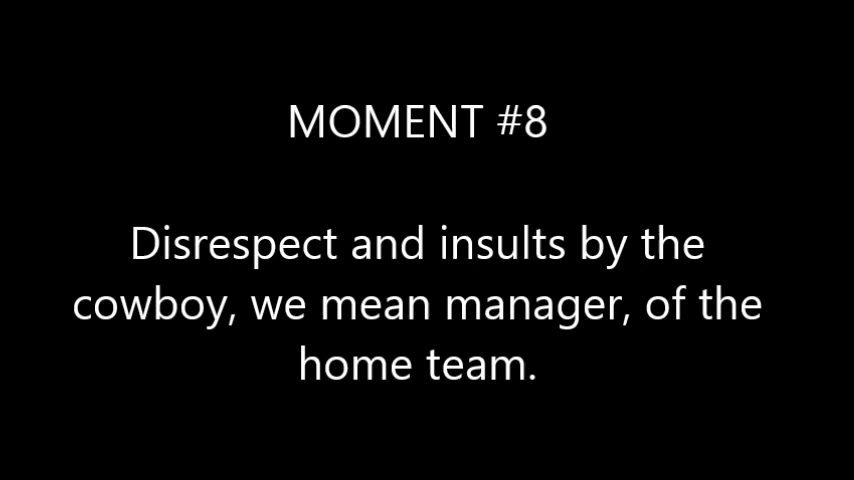 MOMENT #8
Disrespect and insults by the
cowboy, we mean manager, of the
home team.